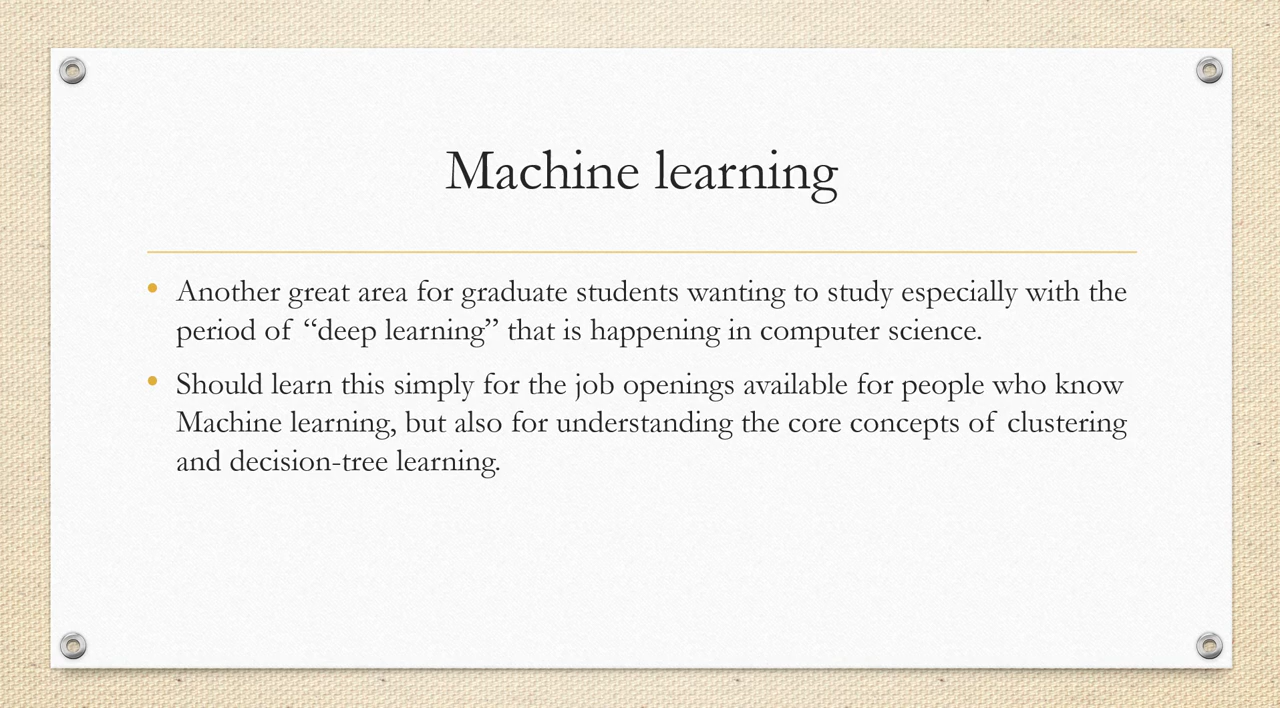 Machine learning
• Another great area for graduate students wanting to study especially with the
period of “deep learning” that is happening in computer science.
• Should learn this simply for the job openings available for people who know
Machine learning, but also for understanding the core concepts of clustering
and decision-tree learning.